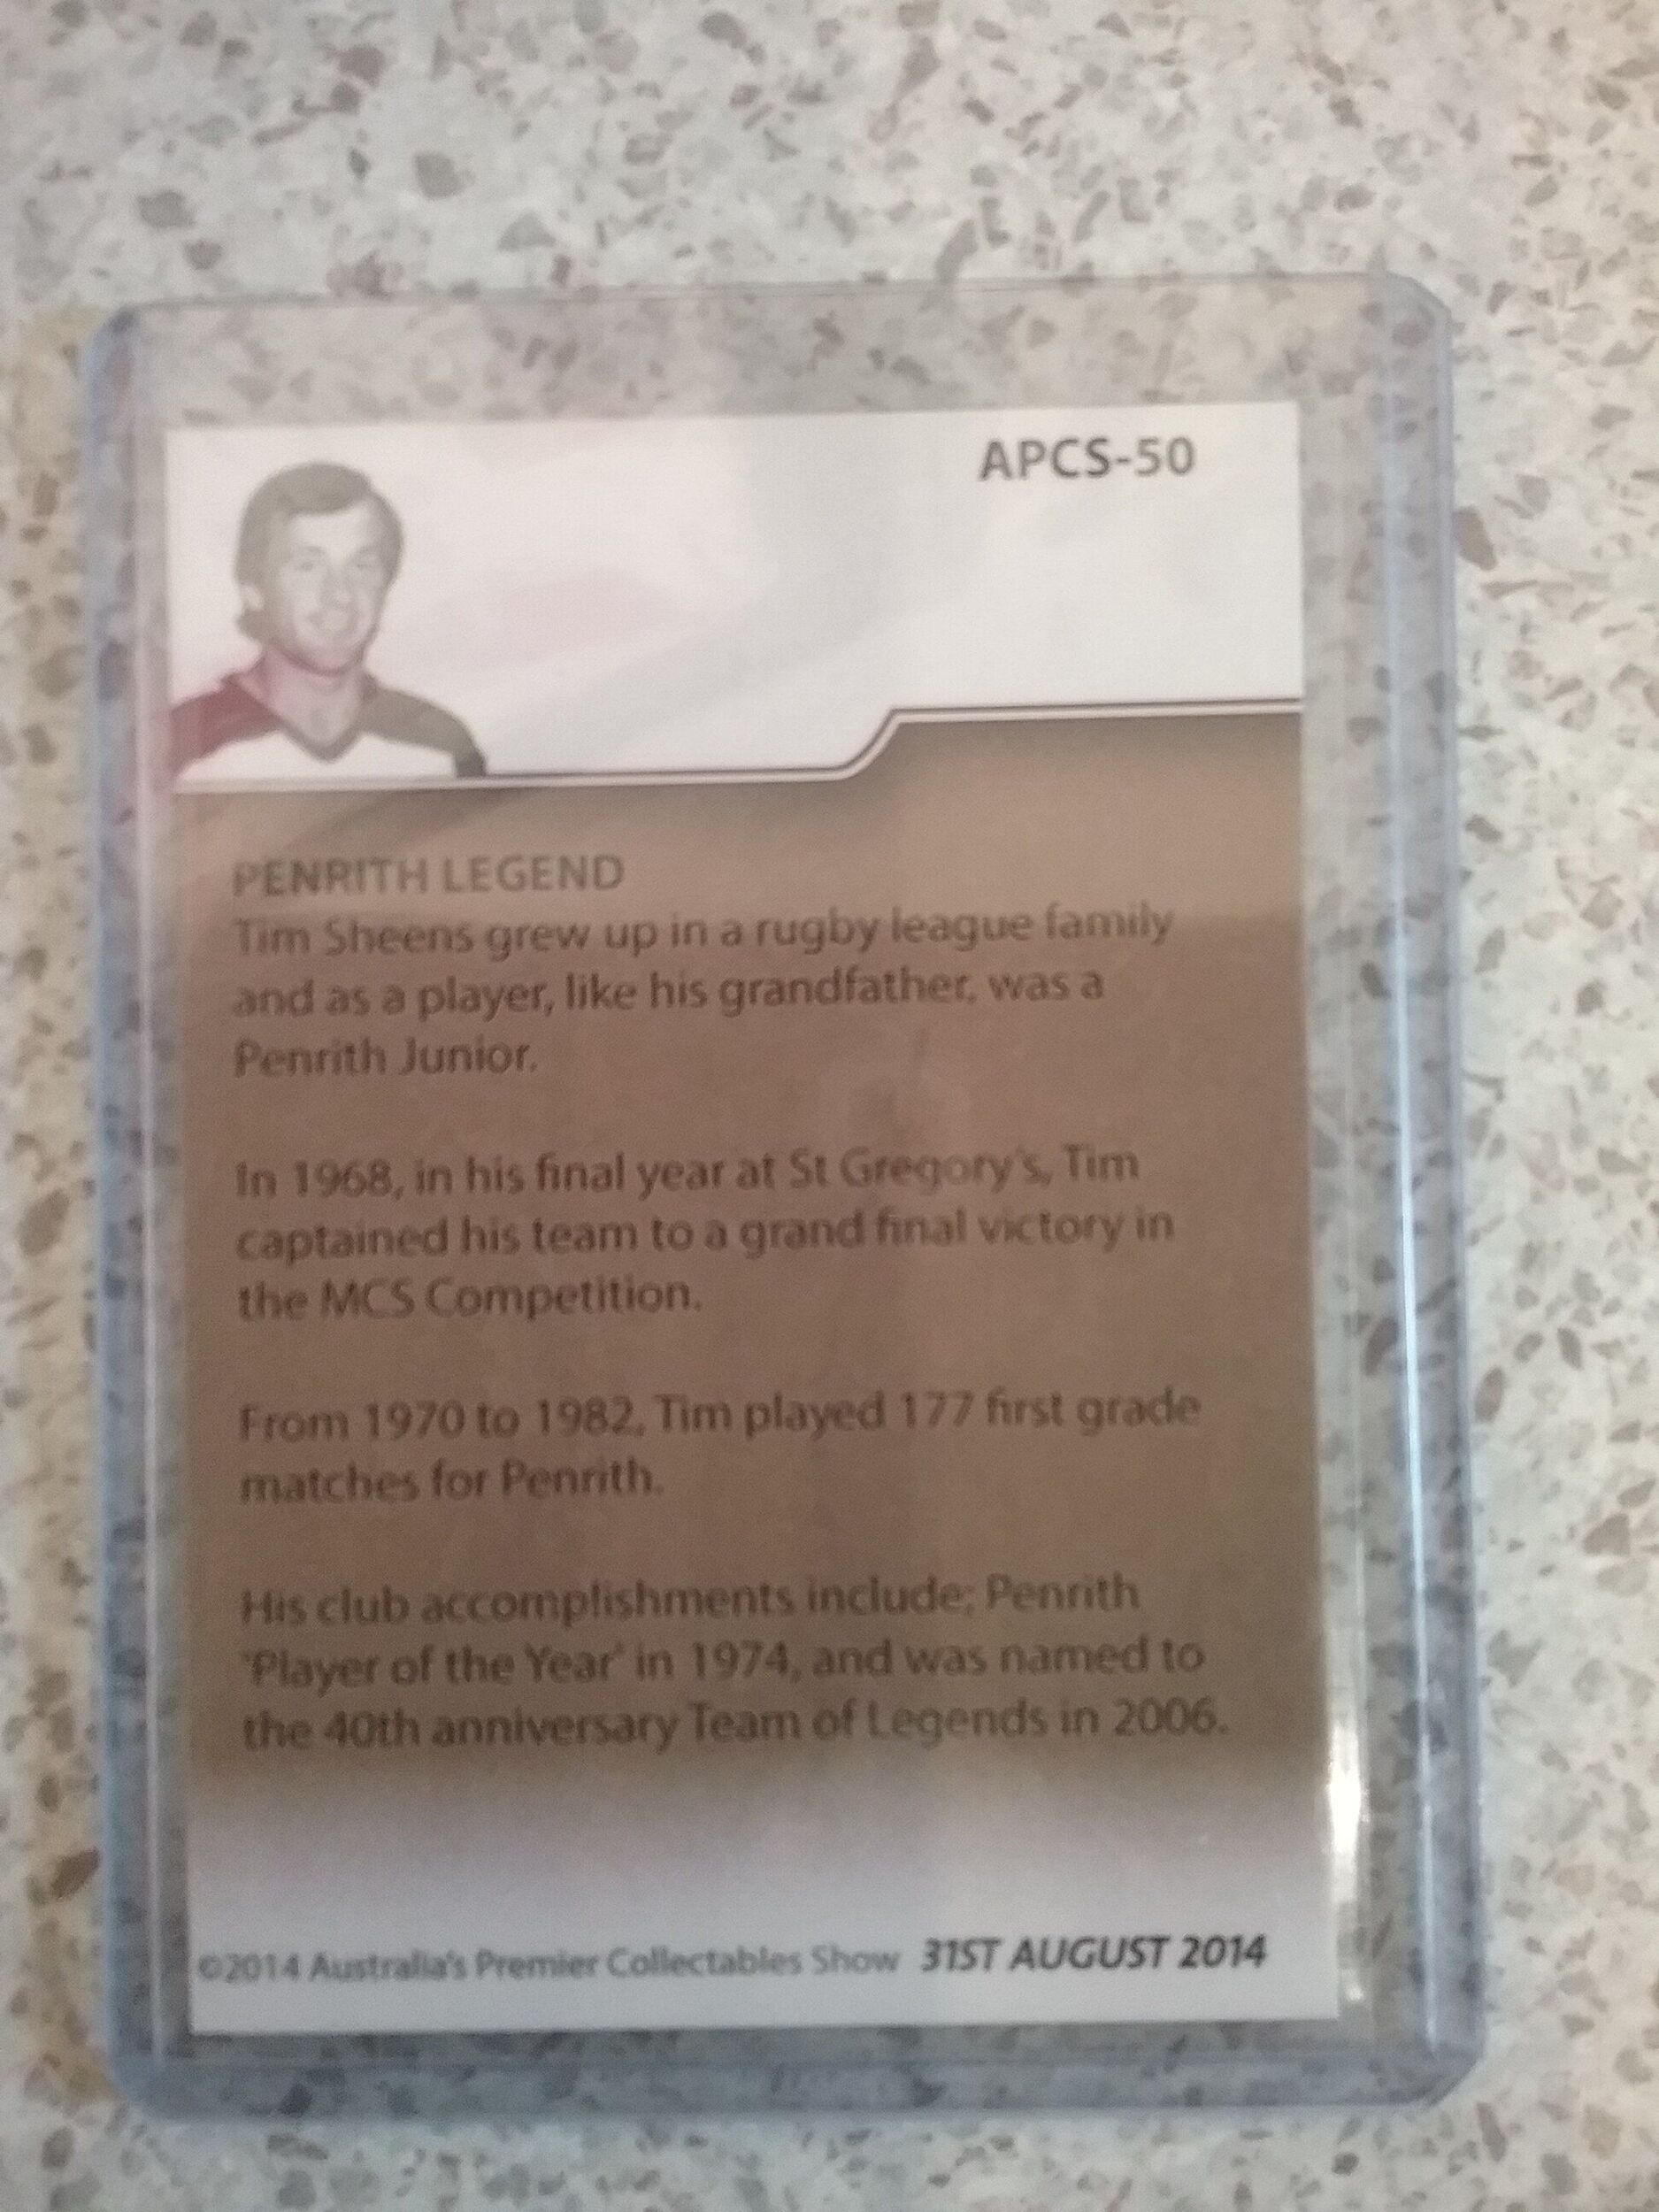 APCS-50
PENRITH LEGEND
Tim Sheens grew up in a rugby league family
and as a player, like his grandfather, was a
Penrith Junior.
In 1968, in his final year at St Gregory's, Tim
captained his team to a grand final victory in
the MCS Competition.
From 1970 to 1982, Tim played 177 first grade
matches for Penrith.
His club accomplishments include; Penrith
'Player of the Year' in 1974, and was named to
the 40th anniversary Team of Legends in 2006.
©2014 Australia's Premier Collectables Show 31ST AUGUST 2014